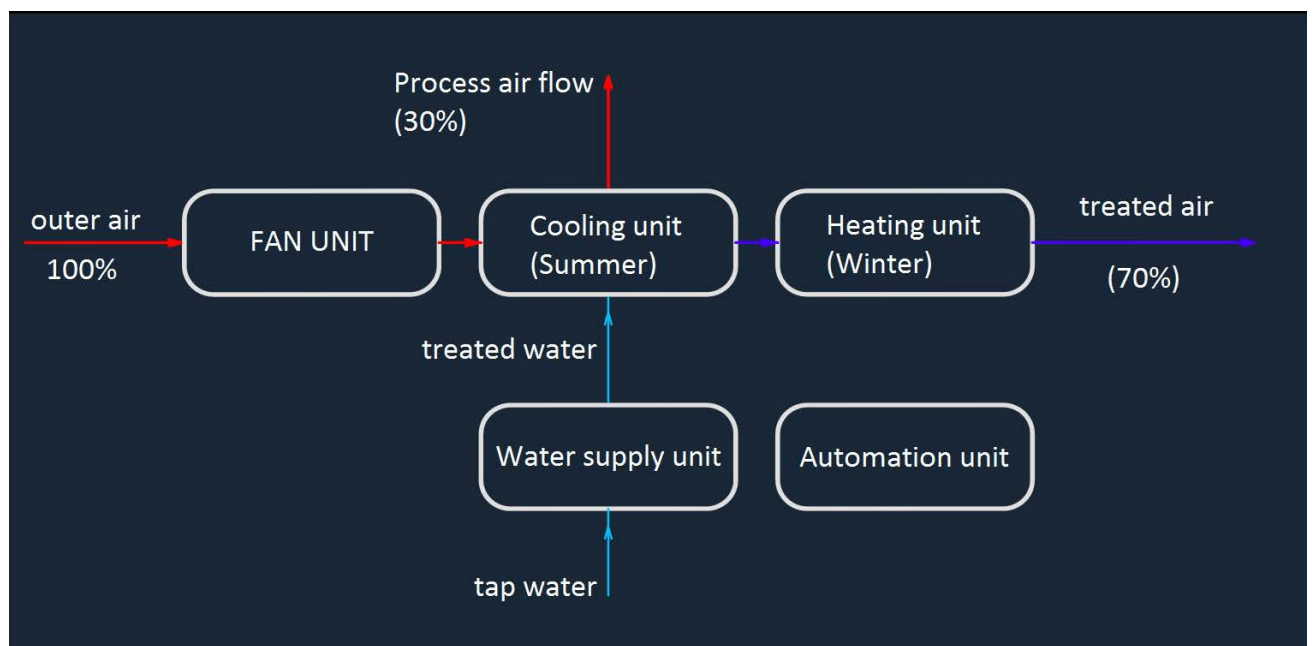 Process air flow
(30%)
outer air
100%
FAN UNIT
Cooling unit
(Summer)
Heating unit
(Winter)
treated air
(70%)
treated water
Water supply unit
Automation unit
tap water